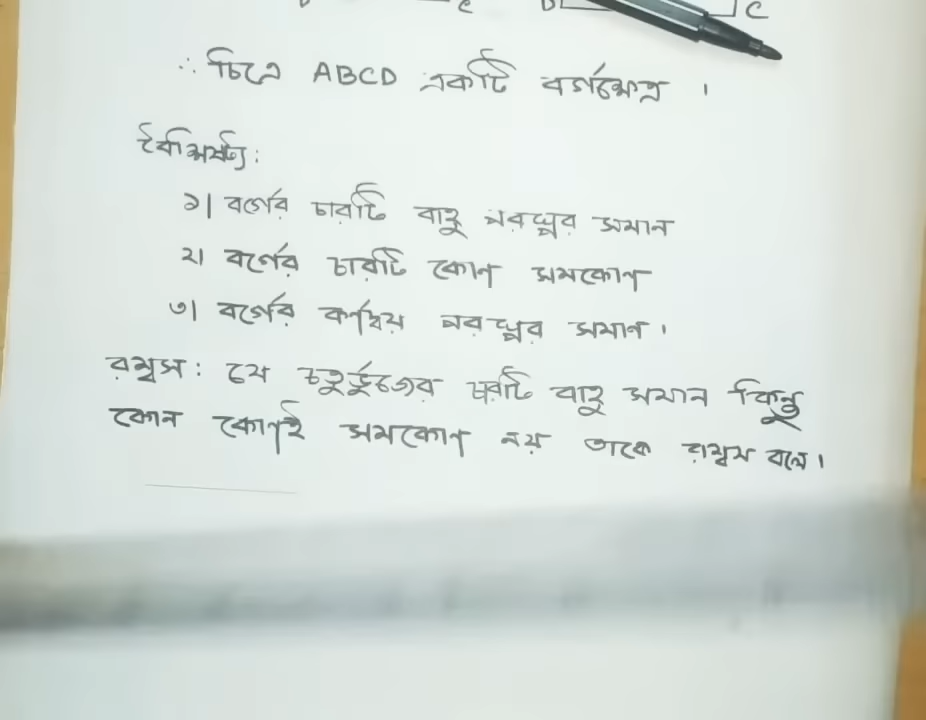 B C D C
∴ চিত্রে ABCD একটি বর্গক্ষেত্র ।
বৈশিষ্ট্য:
১। বর্গের চারটি বাহু পরস্পর সমান
২। বর্গের চারটি কোণ সমকোণ
৩। বর্গের কর্ণদ্বয় পরস্পর সমান ।
রম্বস: যে চতুর্ভুজের চারটি বাহু সমান কিন্তু
কোন কোণই সমকোণ নয় তাকে রম্বস বলে ।